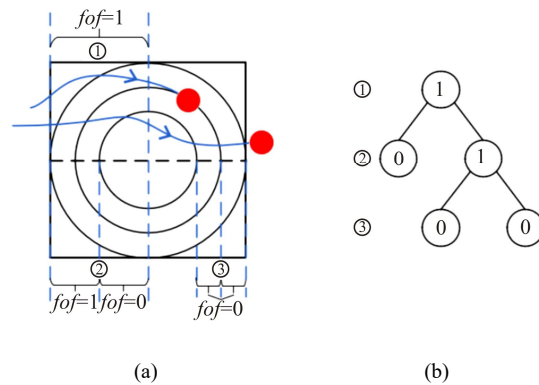 fof=1
①
② ③
fof=1 fof=0
fof=0
(a)
① 1
② 0 1
③ 0 0
(b)